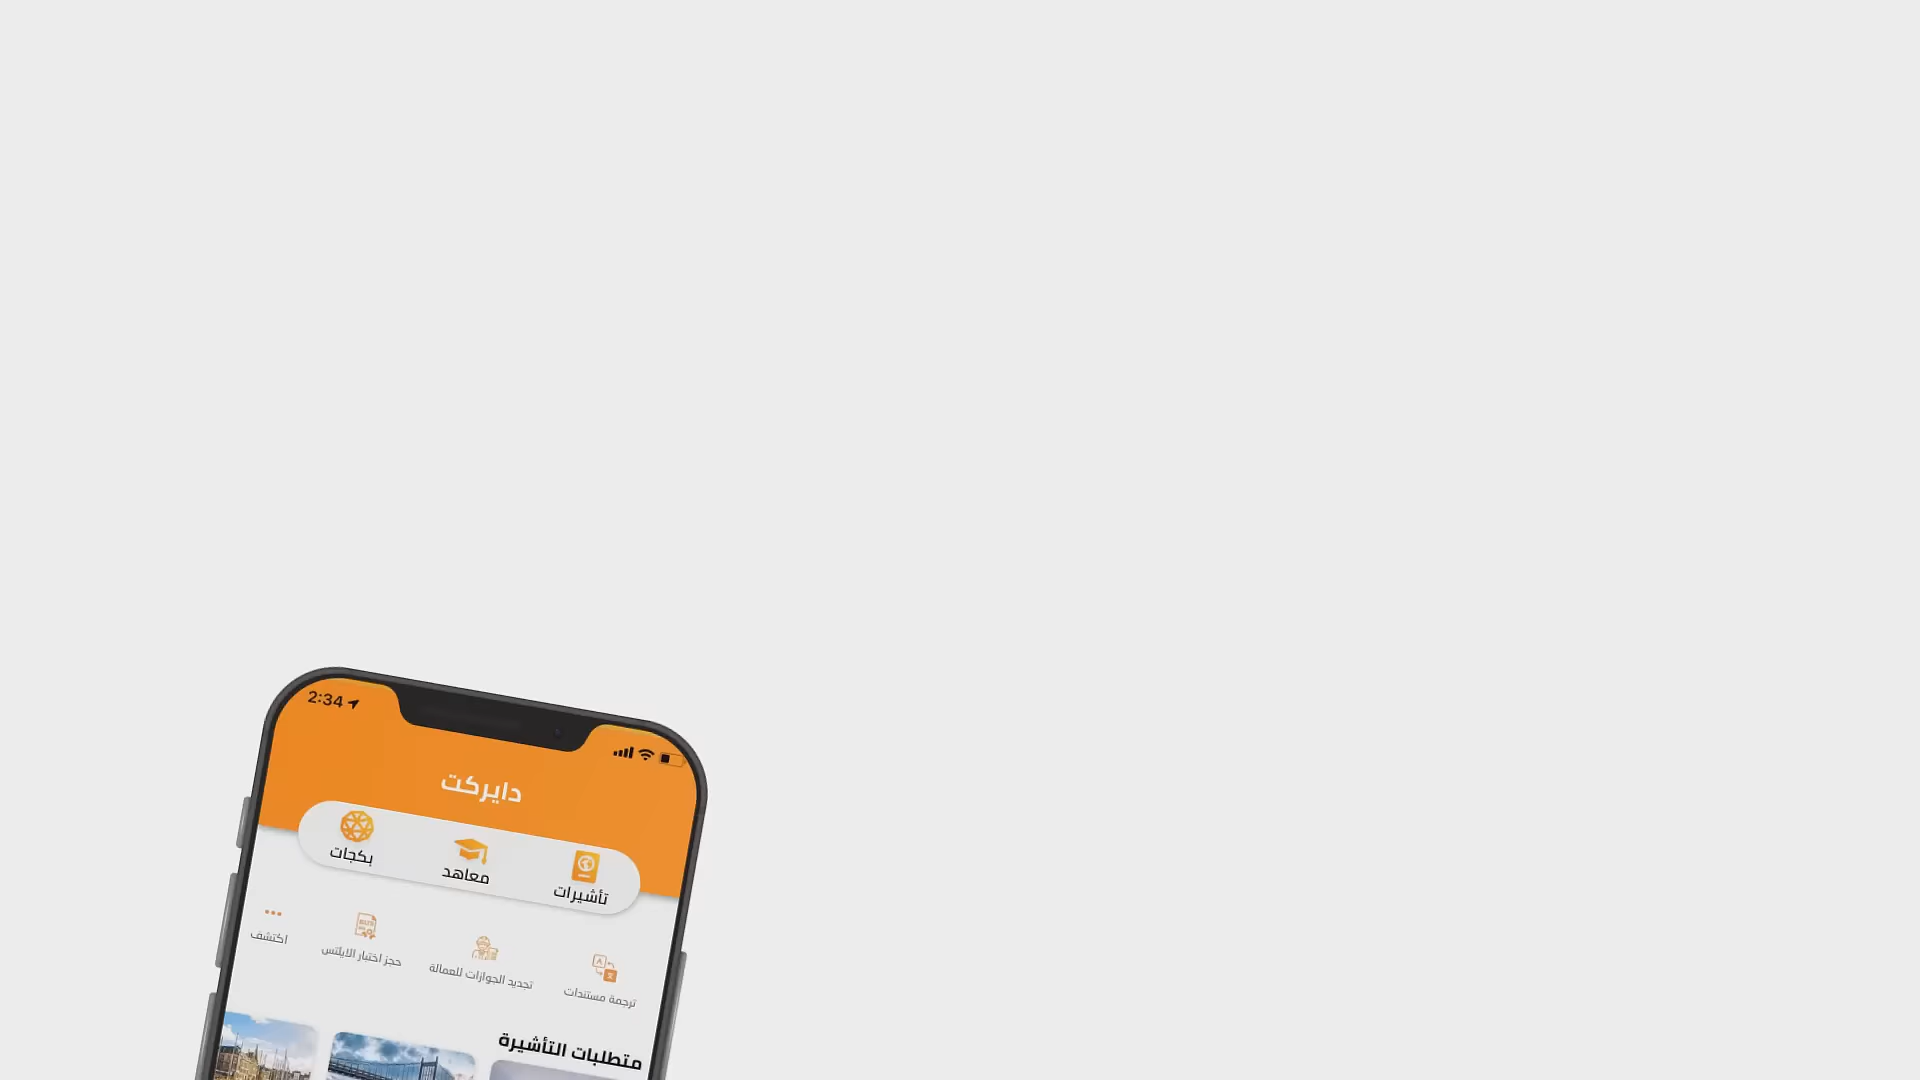 2:34
دايركت
تأشيرات معاهد بكجات
ترجمة مستندات تجديد الجوازات للعمالة حجز اختبار الايلتس اكتشف
متطلبات التأشيرة